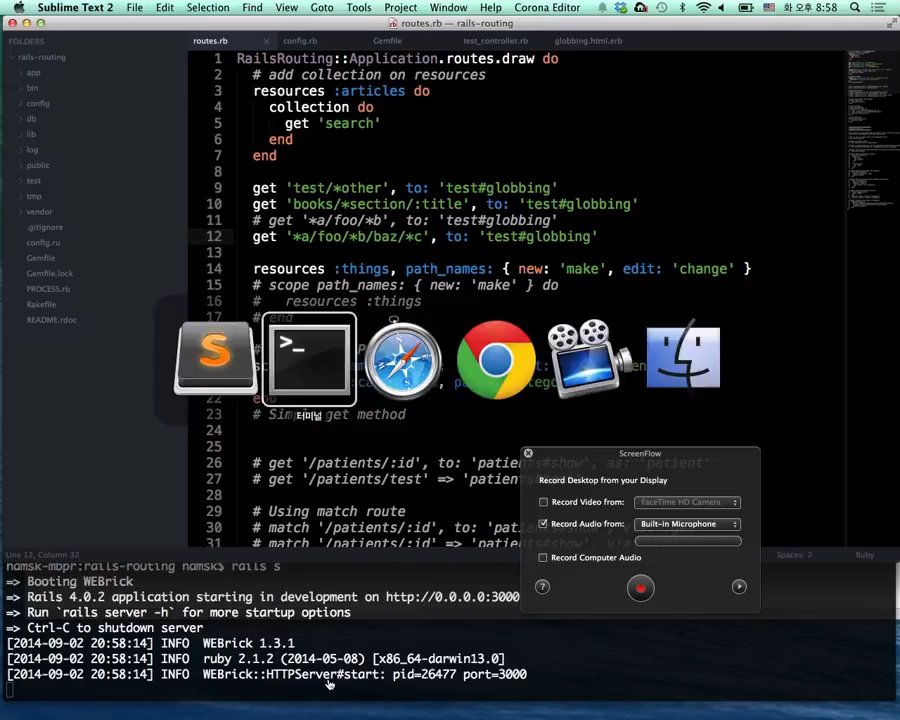 Sublime Text 2 File Edit Selection Find View Goto Tools Project Window Help Corona Editor 화 오후 8:58
routes.rb — rails-routing
FOLDERS
rails-routing
app
bin
config
db
lib
log
public
test
tmp
vendor
.gitignore
config.ru
Gemfile
Gemfile.lock
PROCESS.rb
Rakefile
README.rdoc
routes.rb × config.rb Gemfile test_controller.rb globbing.html.erb
1 RailsRouting::Application.routes.draw do
2 # add collection on resources
3 resources :articles do
4 collection do
5 get 'search'
6 end
7 end
8
9 get 'test/*other', to: 'test#globbing'
10 get 'books/*section/:title', to: 'test#globbing'
11 # get '*a/foo/*b', to: 'test#globbing'
12 get '*a/foo/*b/baz/*c', to: 'test#globbing'
13
14 resources :things, path_names: { new: 'make', edit: 'change' }
15 # scope path_names: { new: 'make' } do
16 # resources :things
17 # end
22
23 # Simple get method
24
25
26 # get '/patients/:id', to: 'patients#show', as: 'patient'
27 # get '/patients/test' => 'patients#show'
28
29 # Using match route
30 # match '/patients/:id', to:
31 # match '/patients/:id', to: 'patients#show',
터미널
ScreenFlow
Record Desktop from your Display
Record Video from: FaceTime HD Camera
Record Audio from: Built-in Microphone
Record Computer Audio
Line 12, Column 32 Spaces: 2 Ruby
namsk-mbpr:rails-routing namsk$ rails s
=> Booting WEBrick
=> Rails 4.0.2 application starting in development on http://0.0.0.0:3000
=> Run `rails server -h` for more startup options
=> Ctrl-C to shutdown server
[2014-09-02 20:58:14] INFO WEBrick 1.3.1
[2014-09-02 20:58:14] INFO ruby 2.1.2 (2014-05-08) [x86_64-darwin13.0]
[2014-09-02 20:58:14] INFO WEBrick::HTTPServer#start: pid=26477 port=3000